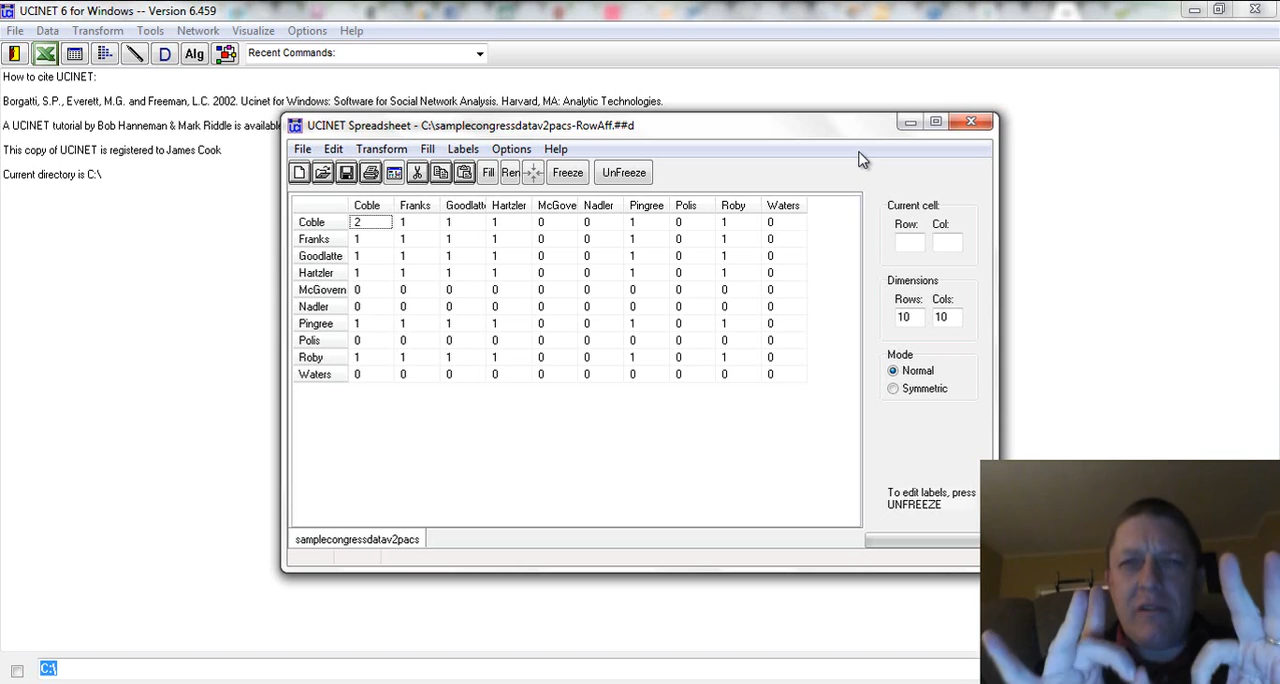 UCINET 6 for Windows -- Version 6.459
File Data Transform Tools Network Visualize Options Help
D Alg Recent Commands:
How to cite UCINET:
Borgatti, S.P., Everett, M.G. and Freeman, L.C. 2002. Ucinet for Windows: Software for Social Network Analysis. Harvard, MA: Analytic Technologies.
A UCINET tutorial by Bob Hanneman & Mark Riddle is available
This copy of UCINET is registered to James Cook
Current directory is C:\
UCINET Spreadsheet - C:\samplecongressdatav2pacs-RowAff.##d
File Edit Transform Fill Labels Options Help
Fill Ren Freeze UnFreeze
Coble Franks Goodlatte Hartzler McGove Nadler Pingree Polis Roby Waters
Coble 2 1 1 1 0 0 1 0 1 0
Franks 1 1 1 1 0 0 1 0 1 0
Goodlatte 1 1 1 1 0 0 1 0 1 0
Hartzler 1 1 1 1 0 0 1 0 1 0
McGovern 0 0 0 0 0 0 0 0 0 0
Nadler 0 0 0 0 0 0 0 0 0 0
Pingree 1 1 1 1 0 0 1 0 1 0
Polis 0 0 0 0 0 0 0 0 0 0
Roby 1 1 1 1 0 0 1 0 1 0
Waters 0 0 0 0 0 0 0 0 0 0
Current cell:
Row: Col:
Dimensions
Rows: Cols:
10 10
Mode
Normal
Symmetric
To edit labels, press
UNFREEZE
samplecongressdatav2pacs
C:\